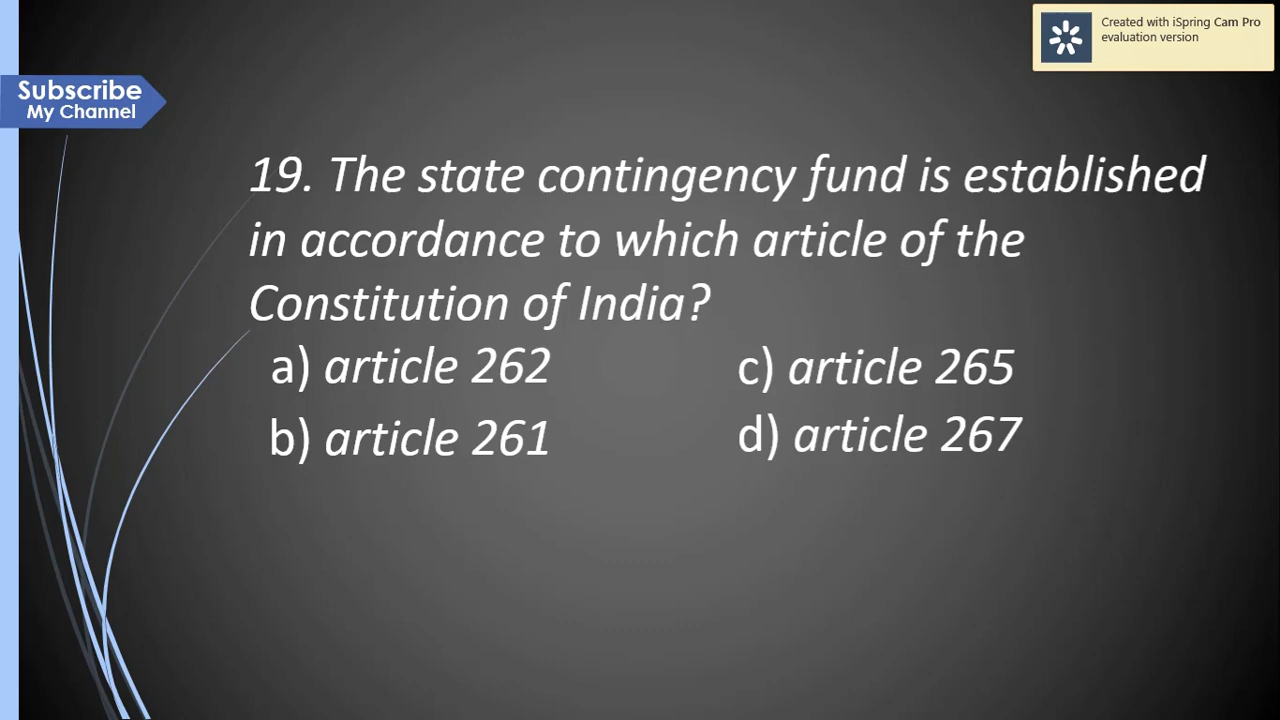 Created with iSpring Cam Pro
evaluation version
Subscribe
My Channel
19. The state contingency fund is established
in accordance to which article of the
Constitution of India?
a) article 262
c) article 265
b) article 261
d) article 267